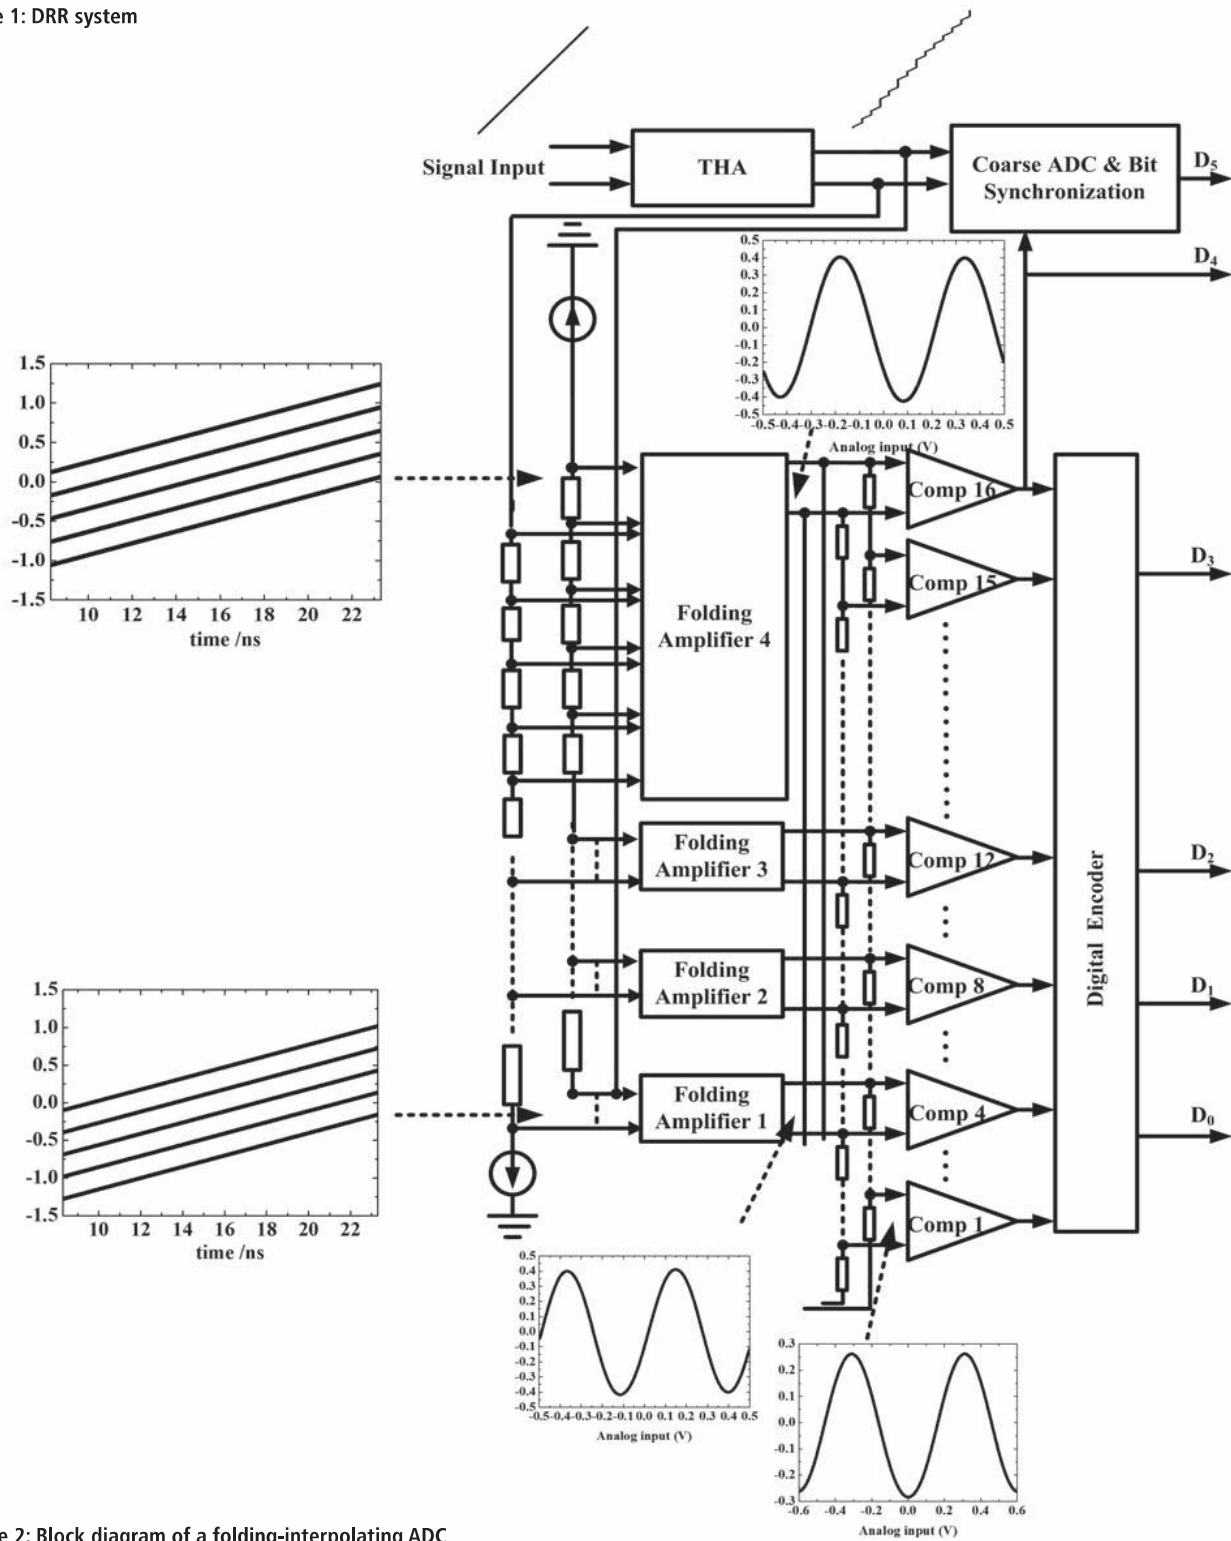 e 1: DRR system
Signal Input
THA
Coarse ADC & Bit
Synchronization
D5
D4
0.5
0.4
0.3
0.2
0.1
0.0
-0.1
-0.2
-0.3
-0.4
-0.5
-0.5-0.4-0.3-0.2-0.1 0.0 0.1 0.2 0.3 0.4 0.5
Analog input (V)
1.5
1.0
0.5
0.0
-0.5
-1.0
-1.5
10 12 14 16 18 20 22
time /ns
Folding
Amplifier 4
Comp 16
Comp 15
D3
Folding
Amplifier 3
Comp 12
D2
Digital Encoder
Folding
Amplifier 2
Comp 8
D1
1.5
1.0
0.5
0.0
-0.5
-1.0
-1.5
10 12 14 16 18 20 22
time /ns
Folding
Amplifier 1
Comp 4
D0
Comp 1
0.5
0.4
0.3
0.2
0.1
0.0
-0.1
-0.2
-0.3
-0.4
-0.5
-0.5-0.4-0.3-0.2-0.1 0.0 0.1 0.2 0.3 0.4 0.5
Analog input (V)
0.3
0.2
0.1
0.0
-0.1
-0.2
-0.3
-0.6 -0.4 -0.2 0.0 0.2 0.4 0.6
Analog input (V)
e 2: Block diagram of a folding-interpolating ADC